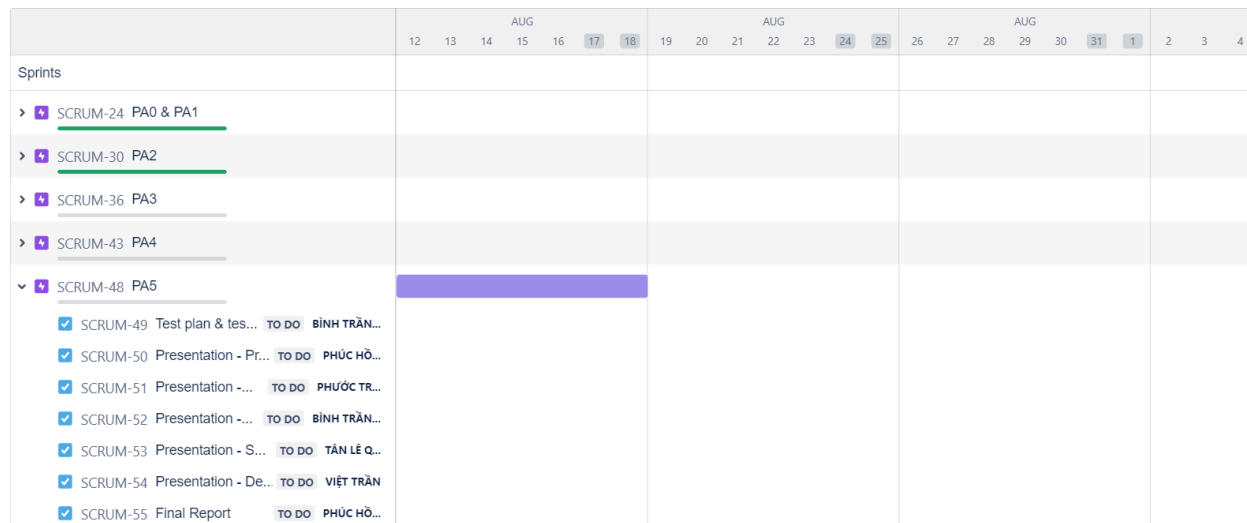 AUG AUG AUG
12 13 14 15 16 17 18 19 20 21 22 23 24 25 26 27 28 29 30 31 1 2 3 4
Sprints
SCRUM-24 PA0 & PA1
SCRUM-30 PA2
SCRUM-36 PA3
SCRUM-43 PA4
SCRUM-48 PA5
SCRUM-49 Test plan & tes... TO DO BÌNH TRẦN...
SCRUM-50 Presentation - Pr... TO DO PHÚC HỒ...
SCRUM-51 Presentation -... TO DO PHƯỚC TR...
SCRUM-52 Presentation -... TO DO BÌNH TRẦN...
SCRUM-53 Presentation - S... TO DO TÂN LÊ Q...
SCRUM-54 Presentation - De... TO DO VIỆT TRẦN
SCRUM-55 Final Report TO DO PHÚC HỒ...